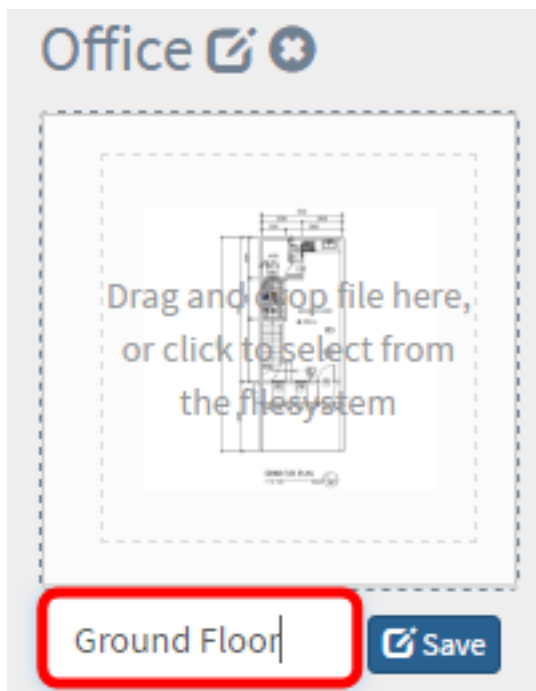 Office
Drag and drop file here,
or click to select from
the filesystem
Ground Floor
Save